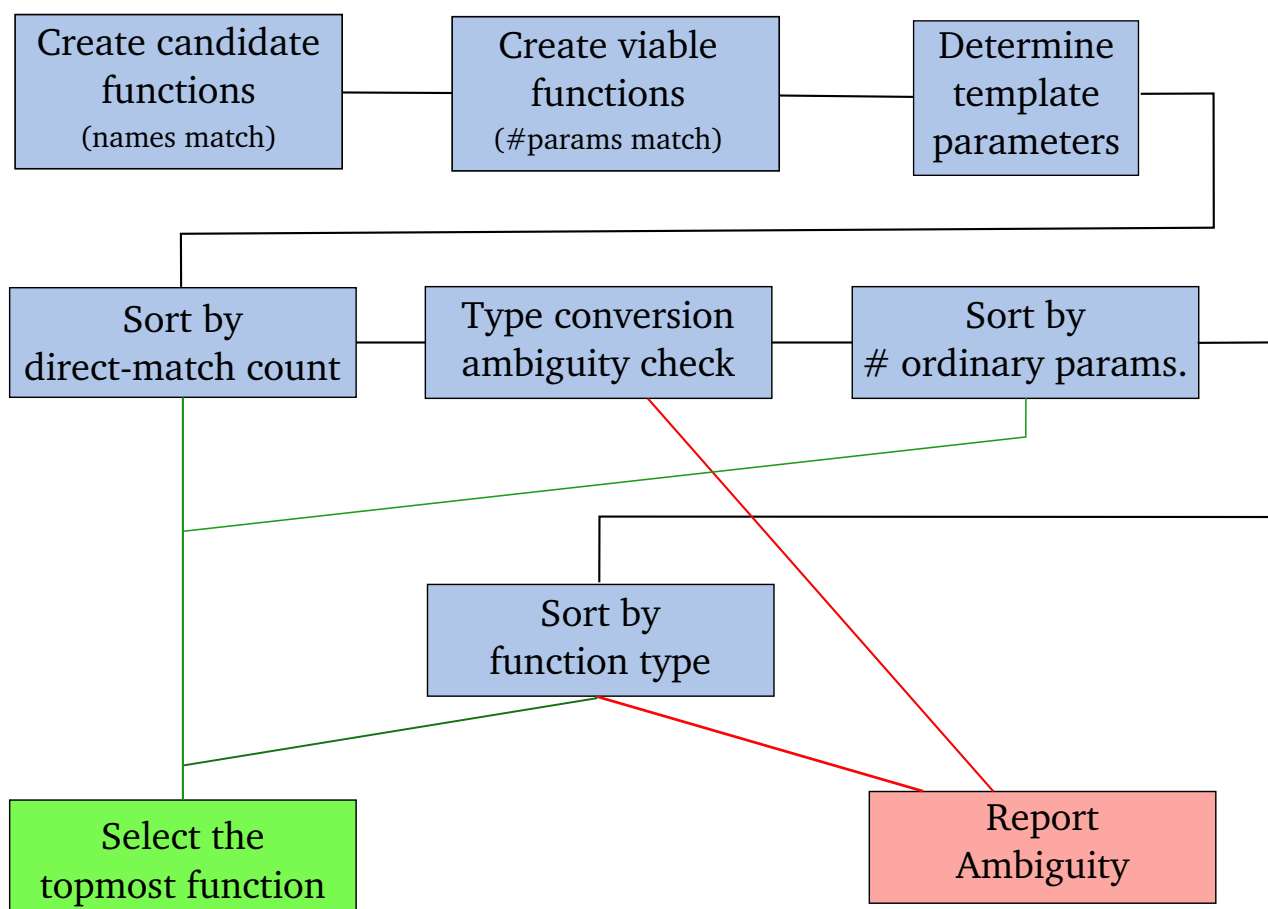 Create candidate
functions
(names match)
Create viable
functions
(#params match)
Determine
template
parameters
Sort by
direct-match count
Type conversion
ambiguity check
Sort by
# ordinary params.
Sort by
function type
Select the
topmost function
Report
Ambiguity